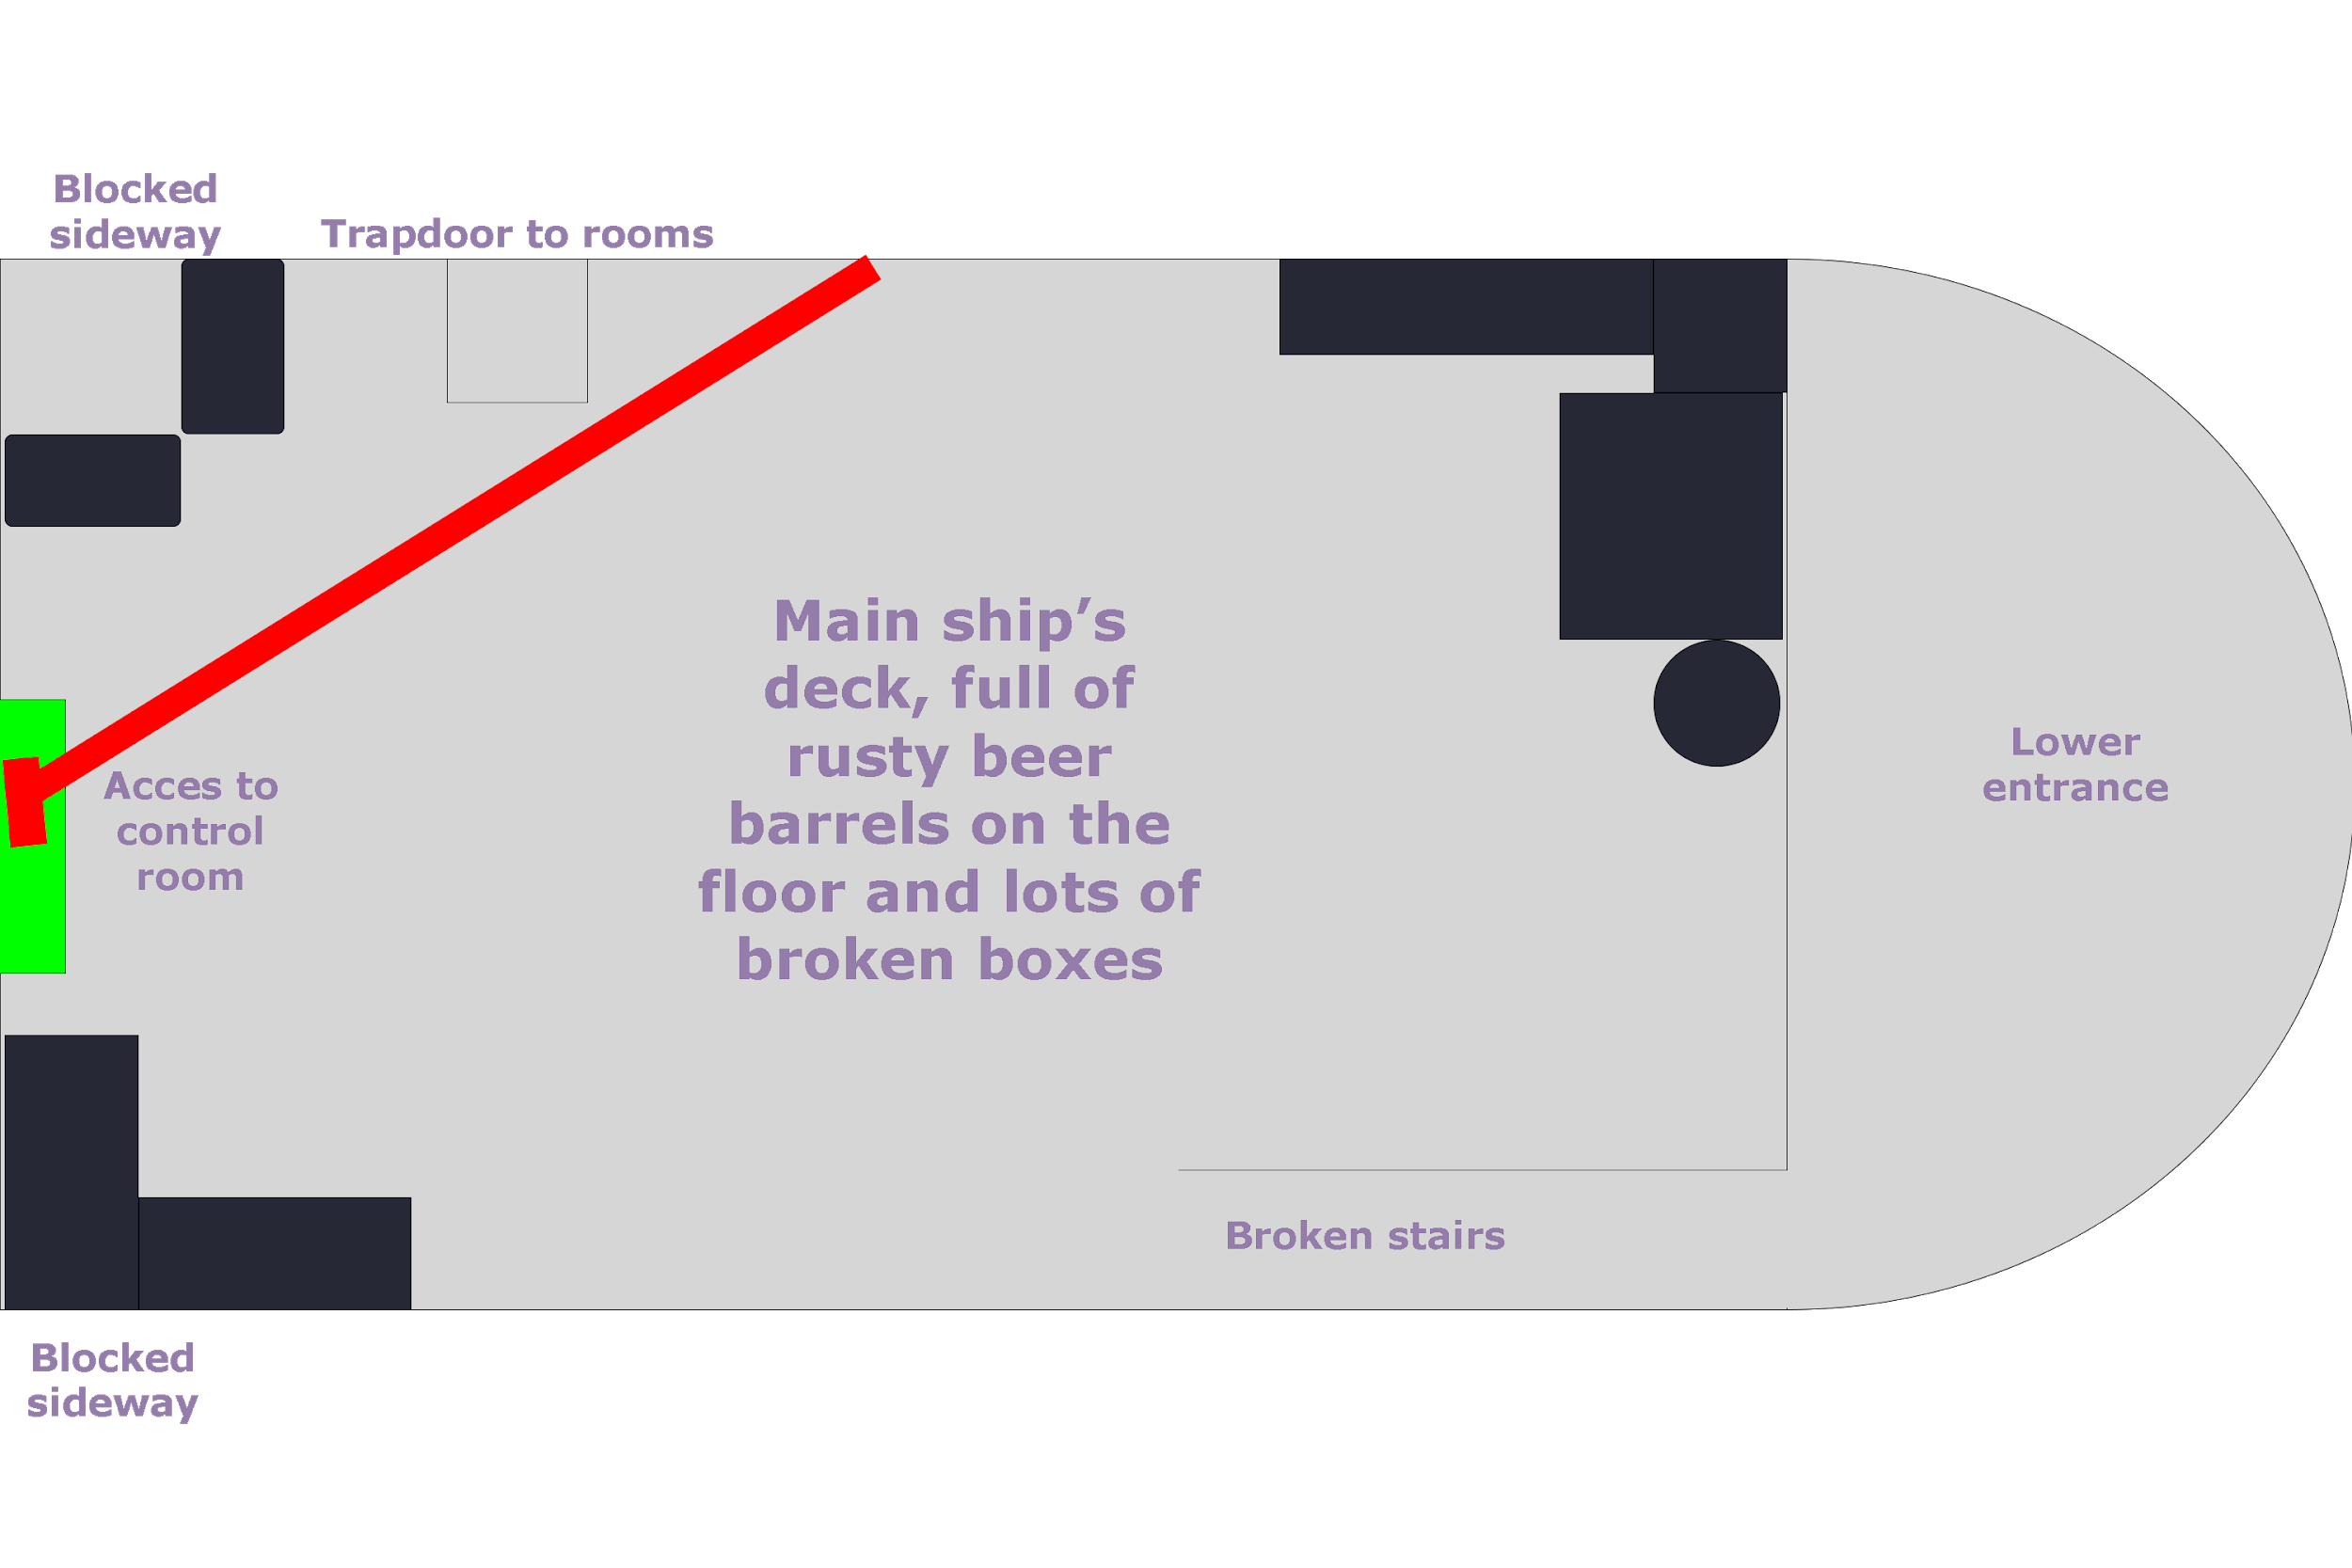 Blocked
sideway
Trapdoor to rooms
Main ship’s
deck, full of
rusty beer
barrels on the
floor and lots of
broken boxes
Acces to
control
room
Lower
entrance
Broken stairs
Blocked
sideway